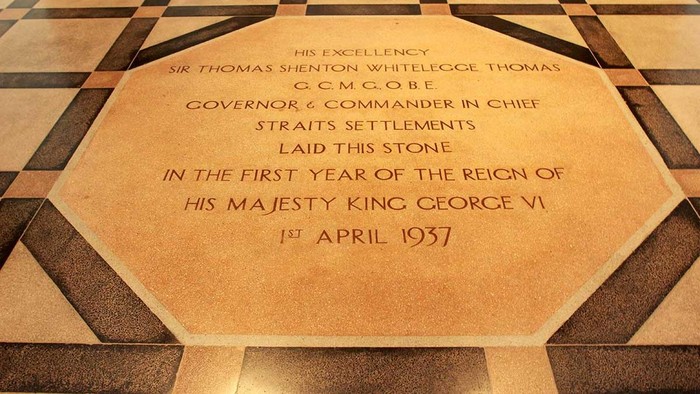 HIS EXCELLENCY
SIR THOMAS SHENTON WHITELEGGE THOMAS
G.C.M.G.O.B.E.
GOVERNOR & COMMANDER IN CHIEF
STRAITS SETTLEMENTS
LAID THIS STONE
IN THE FIRST YEAR OF THE REIGN OF
HIS MAJESTY KING GEORGE VI
1ST APRIL 1937